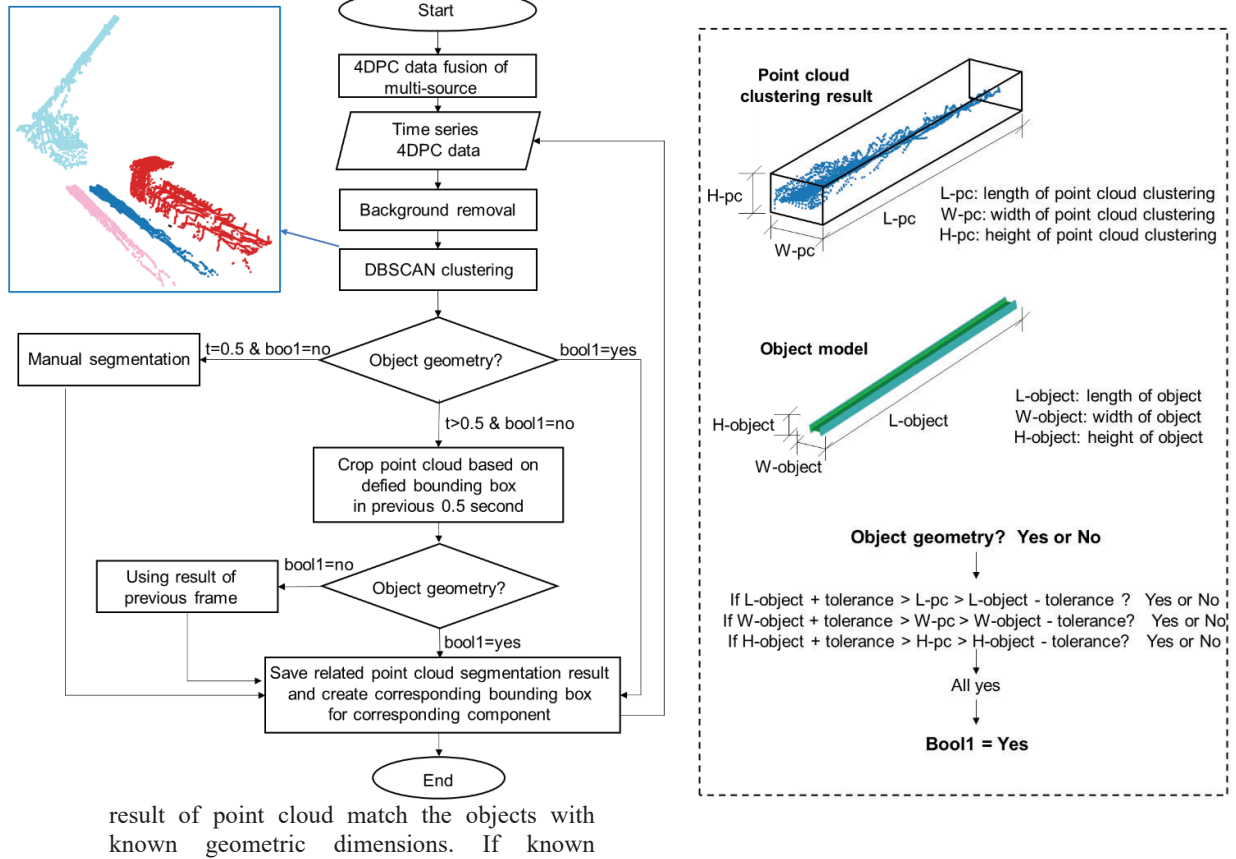 Start
4DPC data fusion of
multi-source
Time series
4DPC data
Background removal
DBSCAN clustering
Object geometry?
t=0.5 & boo1=no
bool1=yes
Manual segmentation
t>0.5 & bool1=no
Crop point cloud based on
defied bounding box
in previous 0.5 second
Object geometry?
bool1=no
Using result of
previous frame
bool1=yes
Save related point cloud segmentation result
and create corresponding bounding box
for corresponding component
End
Point cloud
clustering result
H-pc
W-pc
L-pc
L-pc: length of point cloud clustering
W-pc: width of point cloud clustering
H-pc: height of point cloud clustering
Object model
H-object
W-object
L-object
L-object: length of object
W-object: width of object
H-object: height of object
Object geometry? Yes or No
If L-object + tolerance > L-pc > L-object - tolerance ? Yes or No
If W-object + tolerance > W-pc > W-object - tolerance? Yes or No
If H-object + tolerance > H-pc > H-object - tolerance? Yes or No
All yes
Bool1 = Yes
result of point cloud match the objects with
known geometric dimensions. If known